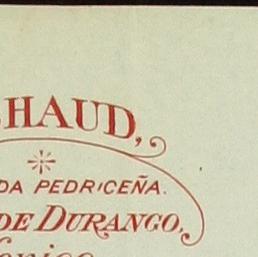 HAUD,
DA PEDRICEÑA.
DE DURANGO,